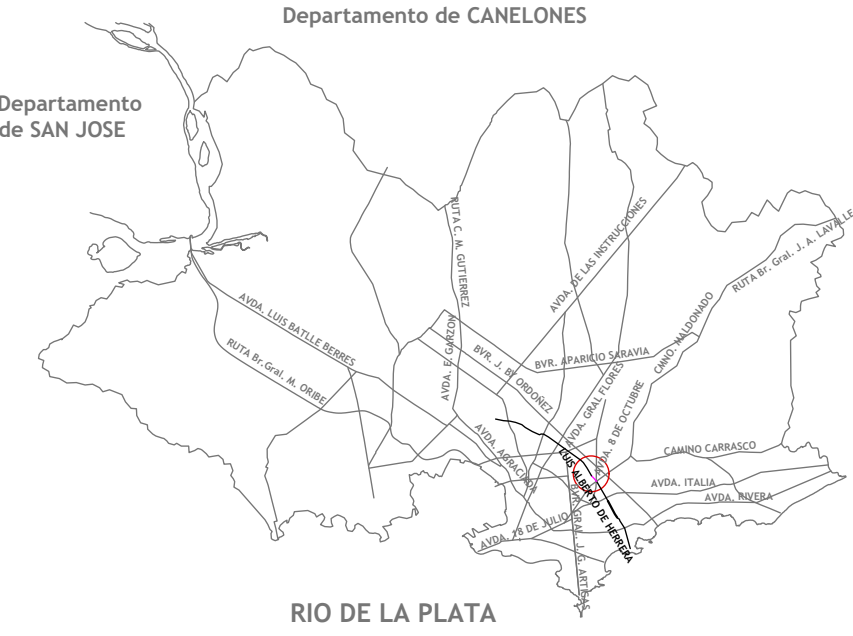 Departamento de CANELONES
Departamento
de SAN JOSE
RUTA C. M. GUTIERREZ
AVDA. DE LAS INSTRUCCIONES
RUTA Br. Gral. J. A. LAVALLE
AVDA. LUIS BATLLE BERRES
RUTA Br.Gral. M. ORIBE
AVDA. E. GARZON
BVR. J. BY ORDOÑEZ
BVR. APARICIO SARAVIA
CMNO. MALDONADO
AVDA. GRAL FLORES
AVDA. 8 DE OCTUBRE
AVDA. AGRACIADA
LUIS ALBERTO DE HERRERA
CAMINO CARRASCO
AVDA. ITALIA
AVDA. RIVERA
AVDA. 18 DE JULIO
BVR. GRAL. J. G. ARTIGAS
RIO DE LA PLATA